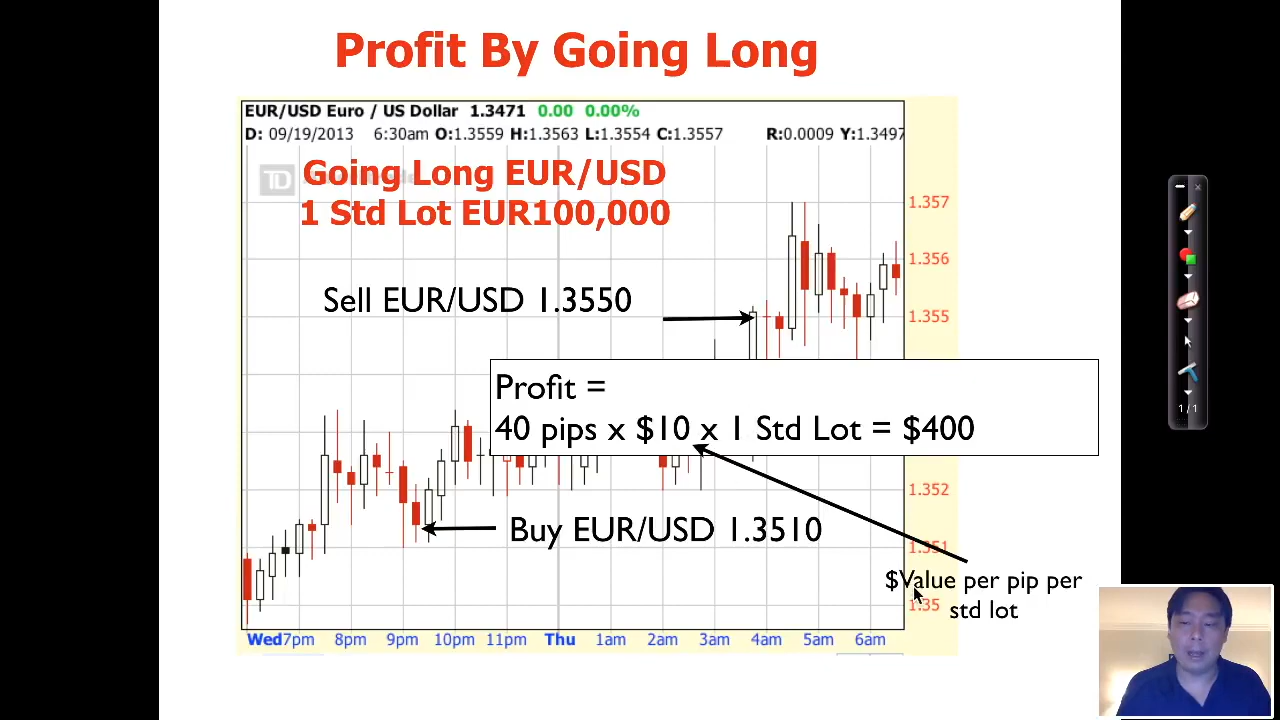 Profit By Going Long
EUR/USD Euro / US Dollar 1.3471 0.00 0.00%
D: 09/19/2013 6:30am O:1.3559 H:1.3563 L:1.3554 C:1.3557 R:0.0009 Y:1.3497
TD
Going Long EUR/USD
1 Std Lot EUR100,000
1.357
1.356
Sell EUR/USD 1.3550
1.355
Profit =
40 pips x $10 x 1 Std Lot = $400
1.352
Buy EUR/USD 1.3510
1.351
$Value per pip per
std lot
1.35
Wed 7pm 8pm 9pm 10pm 11pm Thu 1am 2am 3am 4am 5am 6am
1/1